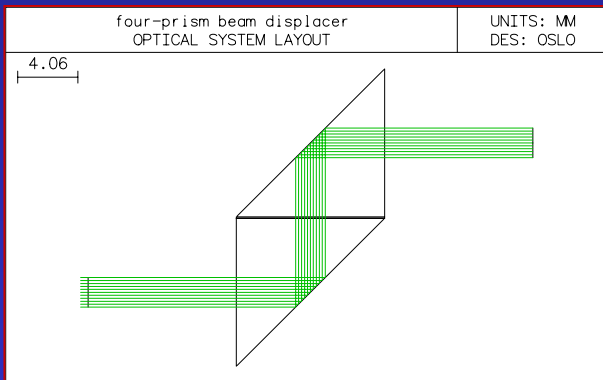 four-prism beam displacer
OPTICAL SYSTEM LAYOUT
UNITS: MM
DES: OSLO
4.06